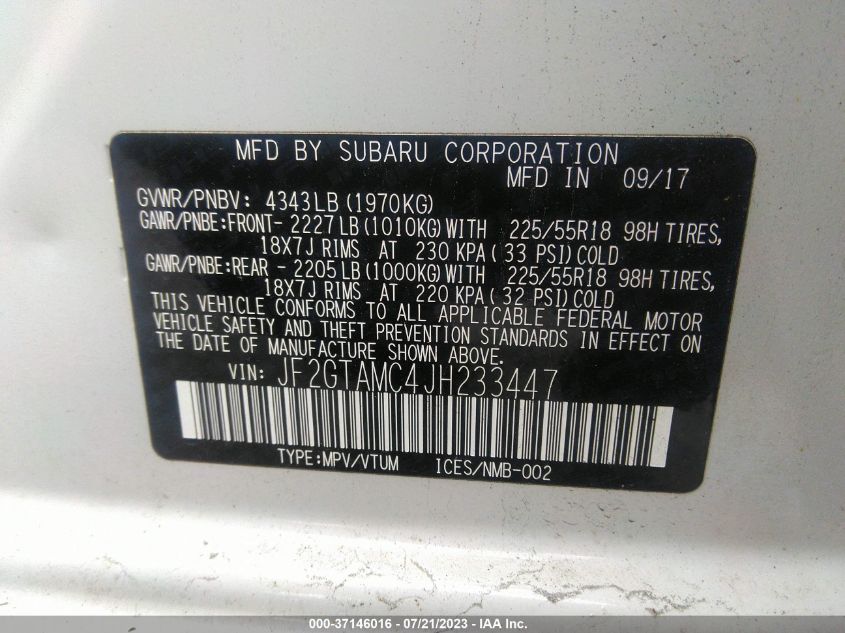 MFD BY SUBARU CORPORATION
MFD IN 09/17
GVWR/PNBV: 4343LB (1970KG)
GAWR/PNBE:FRONT- 2227LB(1010KG)WITH 225/55R18 98H TIRES,
18X7J RIMS AT 230 KPA( 33 PSI)COLD
GAWR/PNBE:REAR - 2205LB(1000KG)WITH 225/55R18 98H TIRES,
18X7J RIMS AT 220 KPA( 32 PSI)COLD
THIS VEHICLE CONFORMS TO ALL APPLICABLE FEDERAL MOTOR
VEHICLE SAFETY AND THEFT PREVENTION STANDARDS IN EFFECT ON
THE DATE OF MANUFACTURE SHOWN ABOVE.
VIN: JF2GTAMC4JH233447
TYPE:MPV/VTUM ICES/NMB-002
000-37146016 - 07/21/2023 - IAA Inc.